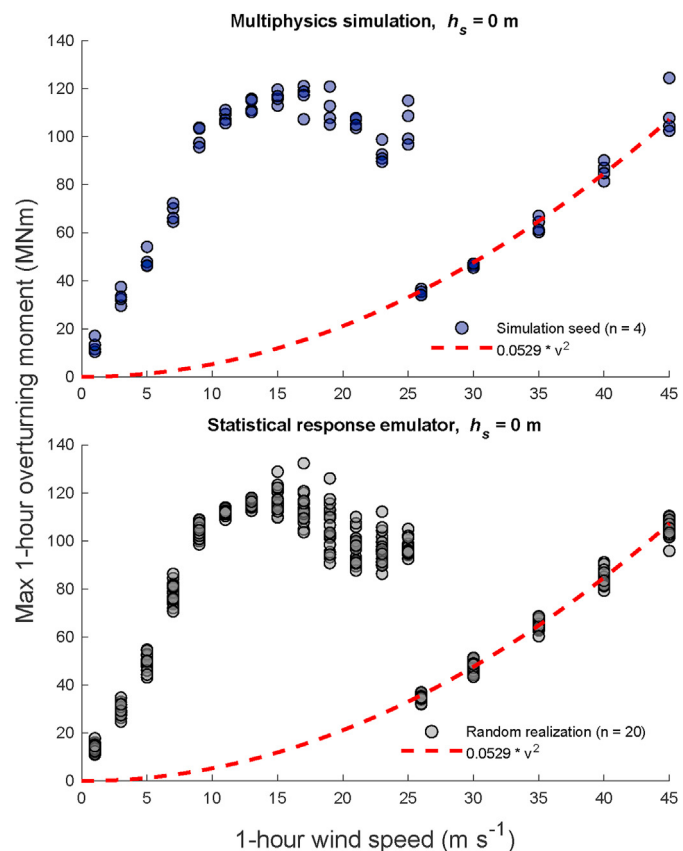 Multiphysics simulation, hs = 0 m
140
120
100
80
60
40
20
0
0 5 10 15 20 25 30 35 40 45
Simulation seed (n = 4)
0.0529 * v²
Statistical response emulator, hs = 0 m
140
120
100
80
60
40
20
0
0 5 10 15 20 25 30 35 40 45
Random realization (n = 20)
0.0529 * v²
Max 1-hour overturning moment (MNm)
1-hour wind speed (m s⁻¹)